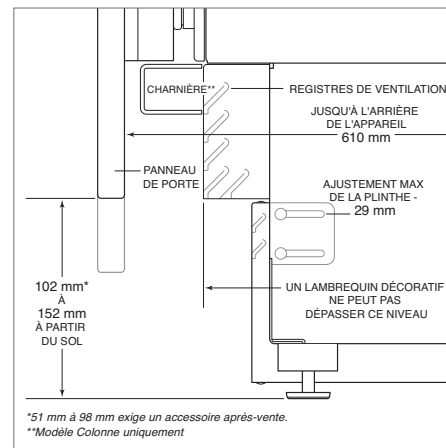 CHARNIÈRE**
REGISTRES DE VENTILATION
JUSQU'À L'ARRIÈRE
DE L'APPAREIL
610 mm
PANNEAU
DE PORTE
AJUSTEMENT MAX
DE LA PLINTHE -
29 mm
102 mm*
À
152 mm
À PARTIR
DU SOL
UN LAMBREQUIN DÉCORATIF
NE PEUT PAS
DÉPASSER CE NIVEAU
*51 mm à 98 mm exige un accessoire après-vente.
**Modèle Colonne uniquement